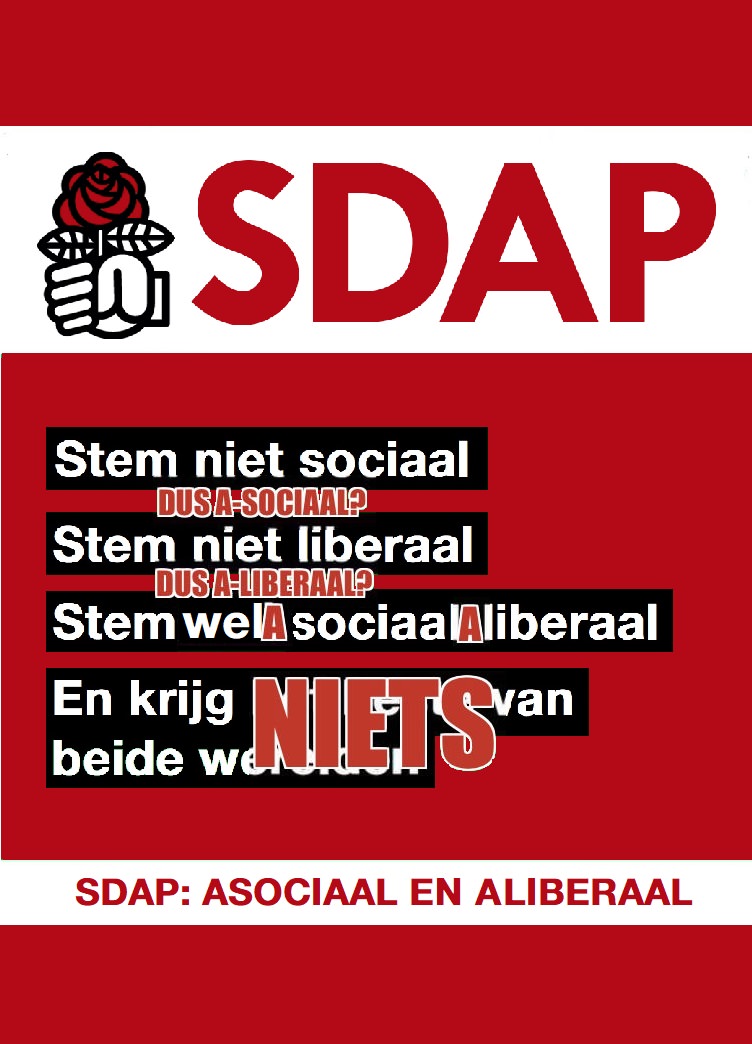 SDAP
Stem niet sociaal
DUS A-SOCIAAL?
Stem niet liberaal
DUS A-LIBERAAL?
Stem wel A sociaal A liberaal
En krijg NIETS van
beide
SDAP: ASOCIAAL EN ALIBERAAL